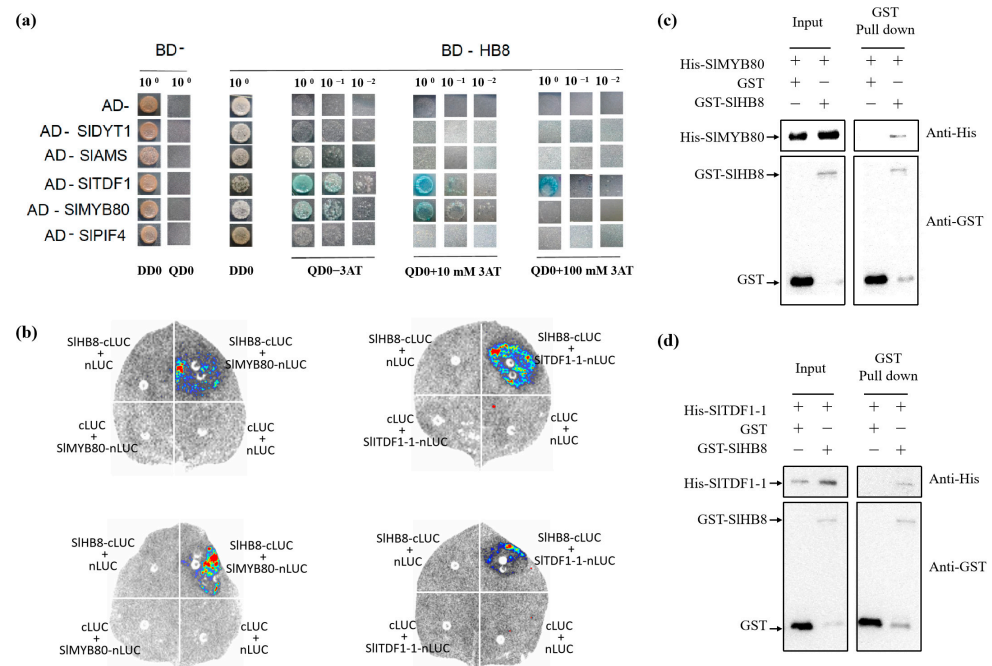 (a)
BD-
BD - HB8
10⁰ 10⁰ 10⁰ 10⁰ 10⁻¹ 10⁻² 10⁰ 10⁻¹ 10⁻² 10⁰ 10⁻¹ 10⁻²
AD-
AD - SlDYT1
AD - SlAMS
AD - SlTDF1
AD - SlMYB80
AD - SlPIF4
DD0 QD0 DD0 QD0−3AT QD0+10 mM 3AT QD0+100 mM 3AT
(b)
SlHB8-cLUC
+
nLUC
SlHB8-cLUC
+
SlMYB80-nLUC
cLUC
+
SlMYB80-nLUC
cLUC
+
nLUC
SlHB8-cLUC
+
nLUC
SlHB8-cLUC
+
SlTDF1-1-nLUC
cLUC
+
SlITDF1-1-nLUC
cLUC
+
nLUC
SlHB8-cLUC
+
nLUC
SlHB8-cLUC
+
SlMYB80-nLUC
cLUC
+
SlMYB80-nLUC
cLUC
+
nLUC
SlHB8-cLUC
+
nLUC
SlHB8-cLUC
+
SlTDF1-1-nLUC
cLUC
+
SlITDF1-1-nLUC
cLUC
+
nLUC
(c)
Input
GST
Pull down
His-SlMYB80 + + + +
GST + − + −
GST-SlHB8 − + − +
His-SlMYB80 Anti-His
GST-SlHB8
Anti-GST
GST
(d)
Input
GST
Pull down
His-SlTDF1-1 + + + +
GST + − + −
GST-SlHB8 − + − +
His-SlTDF1-1 Anti-His
GST-SlHB8
Anti-GST
GST